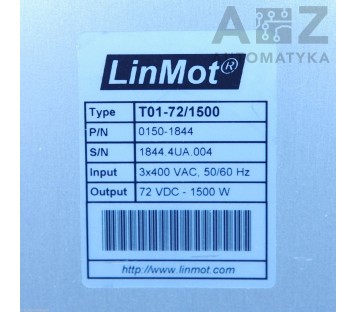 AZ
AUTOMATYKA
LinMot®
Type T01-72/1500
P/N 0150-1844
S/N 1844.4UA.004
Input 3x400 VAC, 50/60 Hz
Output 72 VDC - 1500 W
http://www.linmot.com